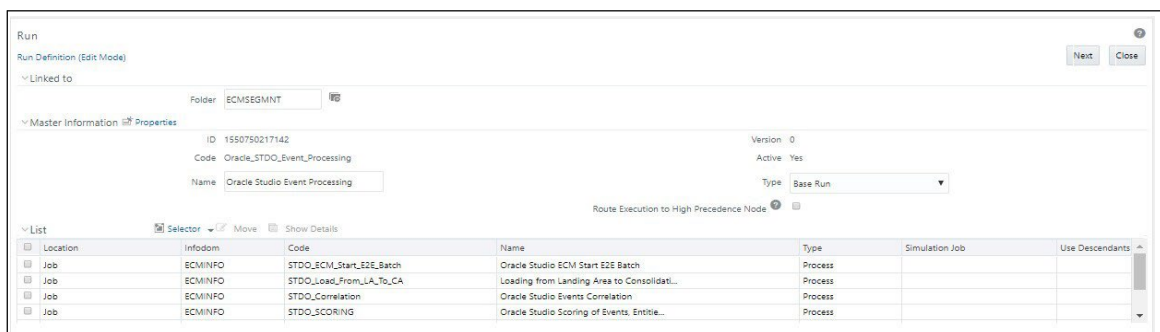 Run
Run Definition (Edit Mode)
Next Close
Linked to
Folder ECMSEGMNT
Master Information Properties
ID 1550750217142 Version 0
Code Oracle_STDO_Event_Processing Active Yes
Name Oracle Studio Event Processing Type Base Run
Route Execution to High Precedence Node
List Selector Move Show Details
Location Infodom Code Name Type Simulation Job Use Descendants
Job ECMINFO STDO_ECM_Start_E2E_Batch Oracle Studio ECM Start E2E Batch Process
Job ECMINFO STDO_Load_From_LA_To_CA Loading from Landing Area to Consolidati... Process
Job ECMINFO STDO_Correlation Oracle Studio Events Correlation Process
Job ECMINFO STDO_SCORING Oracle Studio Scoring of Events, Entitie... Process